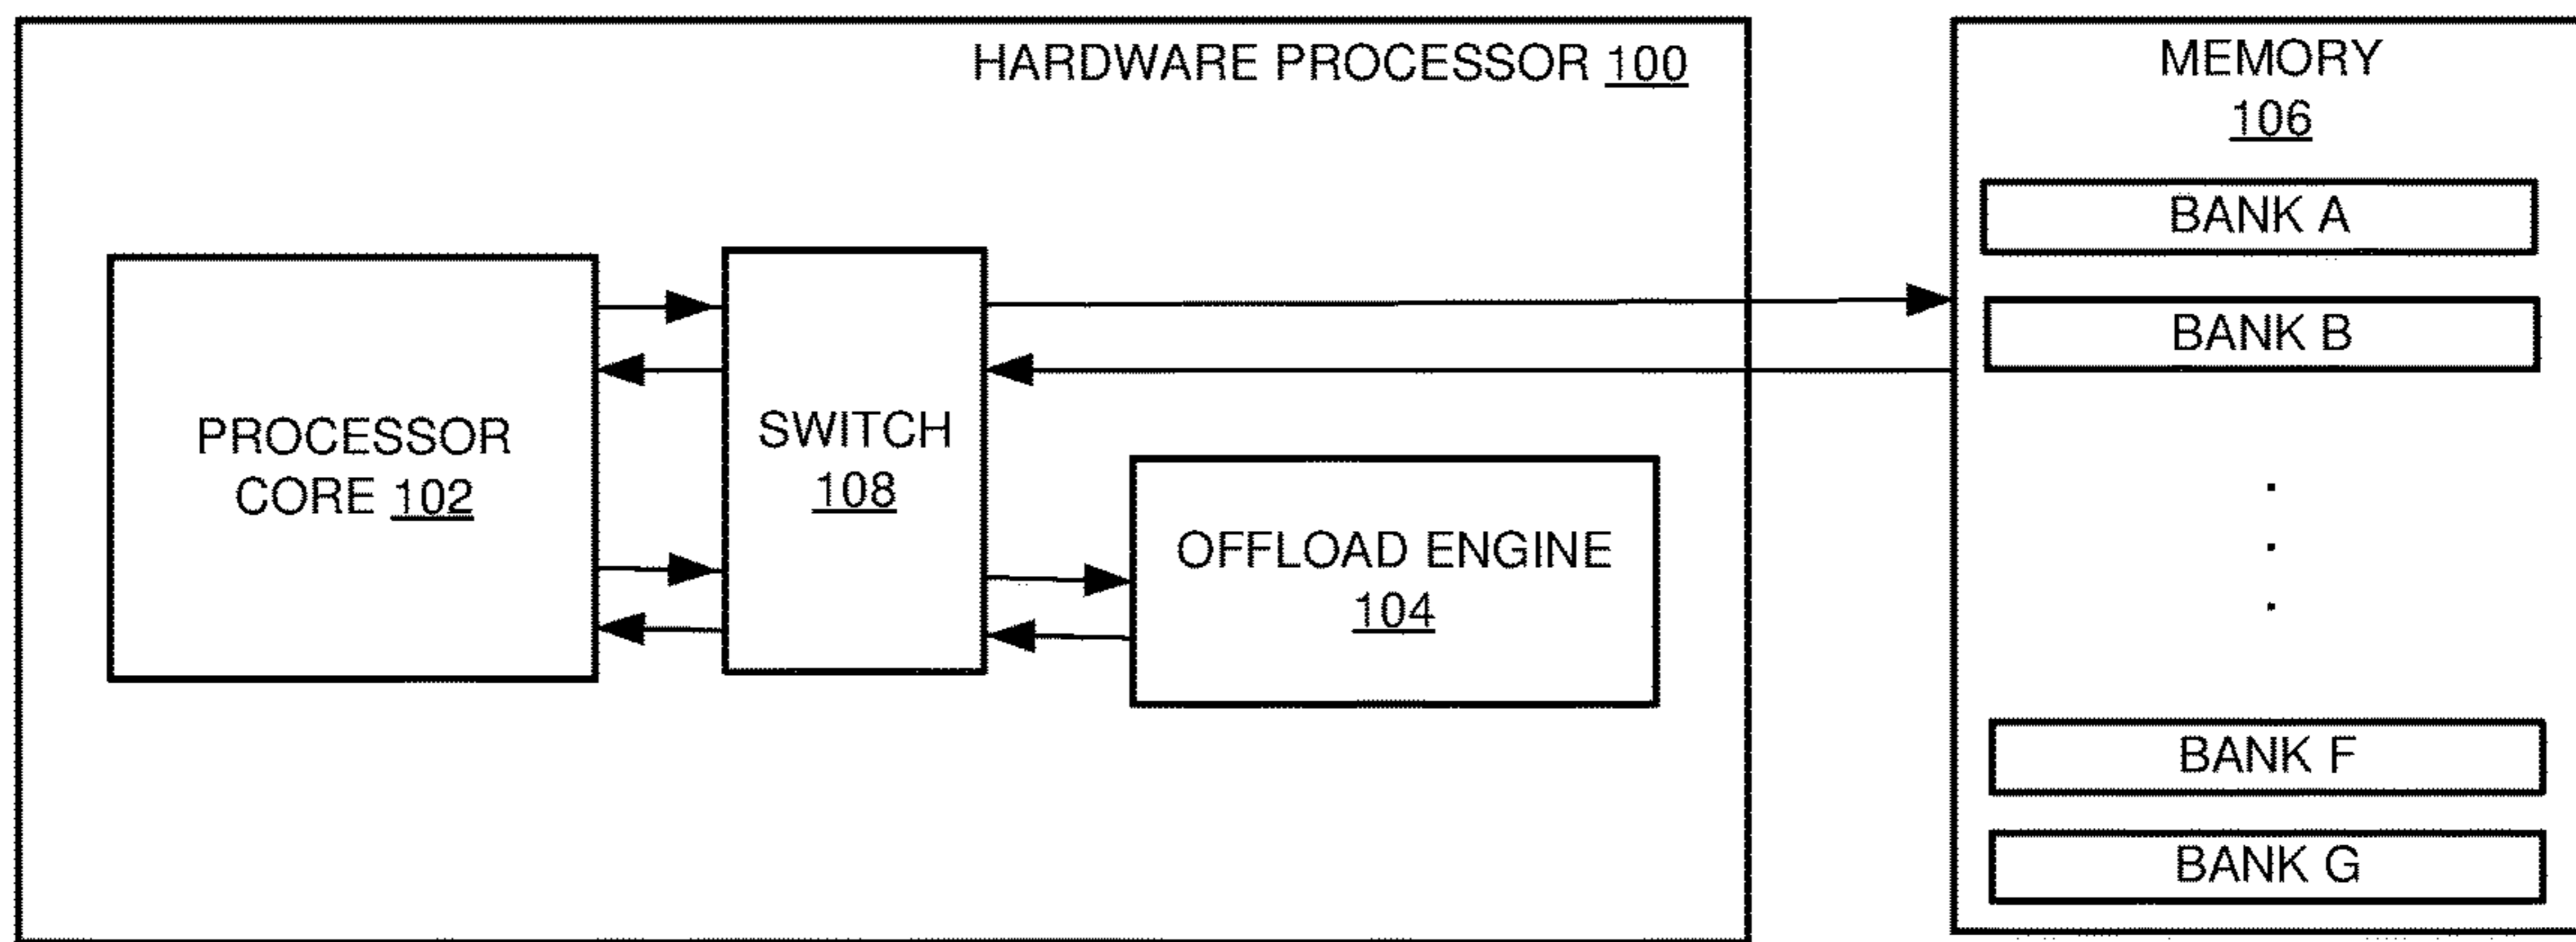 HARDWARE PROCESSOR 100
PROCESSOR
CORE 102
SWITCH
108
OFFLOAD ENGINE
104
MEMORY
106
BANK A
BANK B
.
.
.
BANK F
BANK G